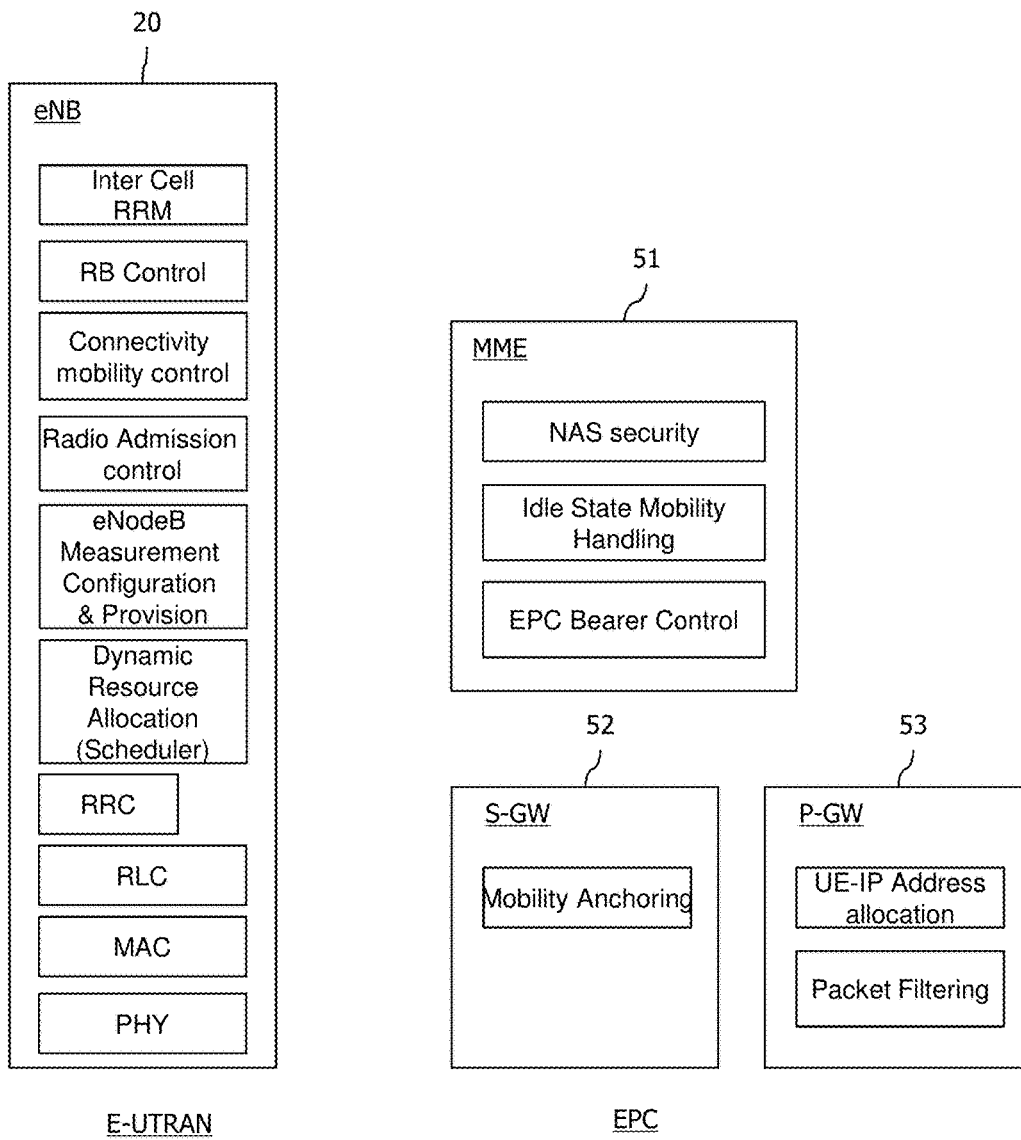 20
eNB
Inter Cell
RRM
RB Control
Connectivity
mobility control
Radio Admission
control
eNodeB
Measurement
Configuration
& Provision
Dynamic
Resource
Allocation
(Scheduler)
RRC
RLC
MAC
PHY
E-UTRAN
51
MME
NAS security
Idle State Mobility
Handling
EPC Bearer Control
52
S-GW
Mobility Anchoring
53
P-GW
UE-IP Address
allocation
Packet Filtering
EPC